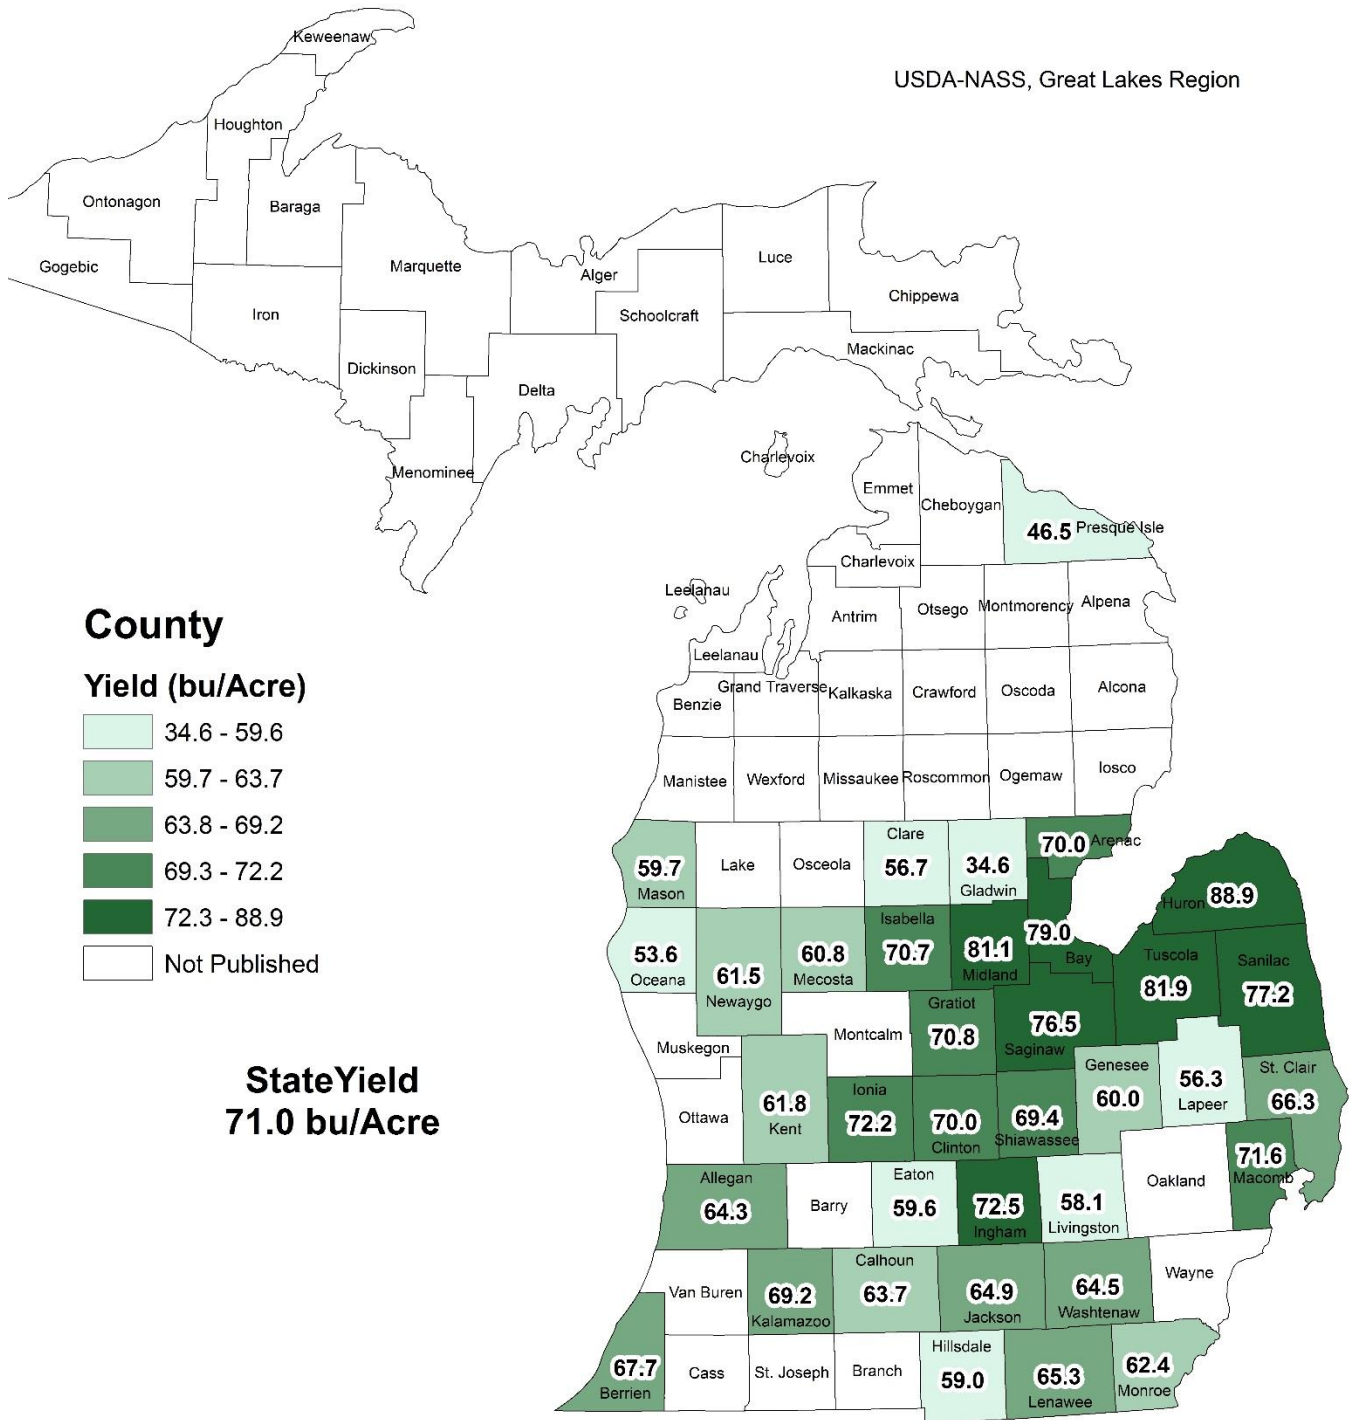 Keweenaw
USDA-NASS, Great Lakes Region
Houghton
Ontonagon
Baraga
Gogebic
Marquette
Alger
Luce
Chippewa
Iron
Schoolcraft
Mackinac
Dickinson
Delta
Menominee
Charlevoix
Emmet
Cheboygan
46.5 Presque Isle
Charlevoix
Leelanau
Antrim
Otsego
Montmorency
Alpena
Leelanau
Benzie
Grand Traverse
Kalkaska
Crawford
Oscoda
Alcona
Manistee
Wexford
Missaukee
Roscommon
Ogemaw
Iosco
County
Yield (bu/Acre)
34.6 - 59.6
59.7 - 63.7
63.8 - 69.2
69.3 - 72.2
72.3 - 88.9
Not Published
StateYield
71.0 bu/Acre
59.7
Mason
Lake
Osceola
Clare
56.7
34.6
Gladwin
70.0 Arenac
Huron 88.9
53.6
Oceana
61.5
Newaygo
60.8
Mecosta
Isabella
70.7
81.1
Midland
79.0
Bay
Tuscola
81.9
Sanilac
77.2
Muskegon
Montcalm
Gratiot
70.8
76.5
Saginaw
Genesee
60.0
56.3
Lapeer
St. Clair
66.3
Ottawa
61.8
Kent
Ionia
72.2
70.0
Clinton
69.4
Shiawassee
Oakland
71.6
Macomb
Allegan
64.3
Barry
Eaton
59.6
72.5
Ingham
58.1
Livingston
Van Buren
69.2
Kalamazoo
Calhoun
63.7
64.9
Jackson
64.5
Washtenaw
Wayne
67.7
Berrien
Cass
St. Joseph
Branch
Hillsdale
59.0
65.3
Lenawee
62.4
Monroe